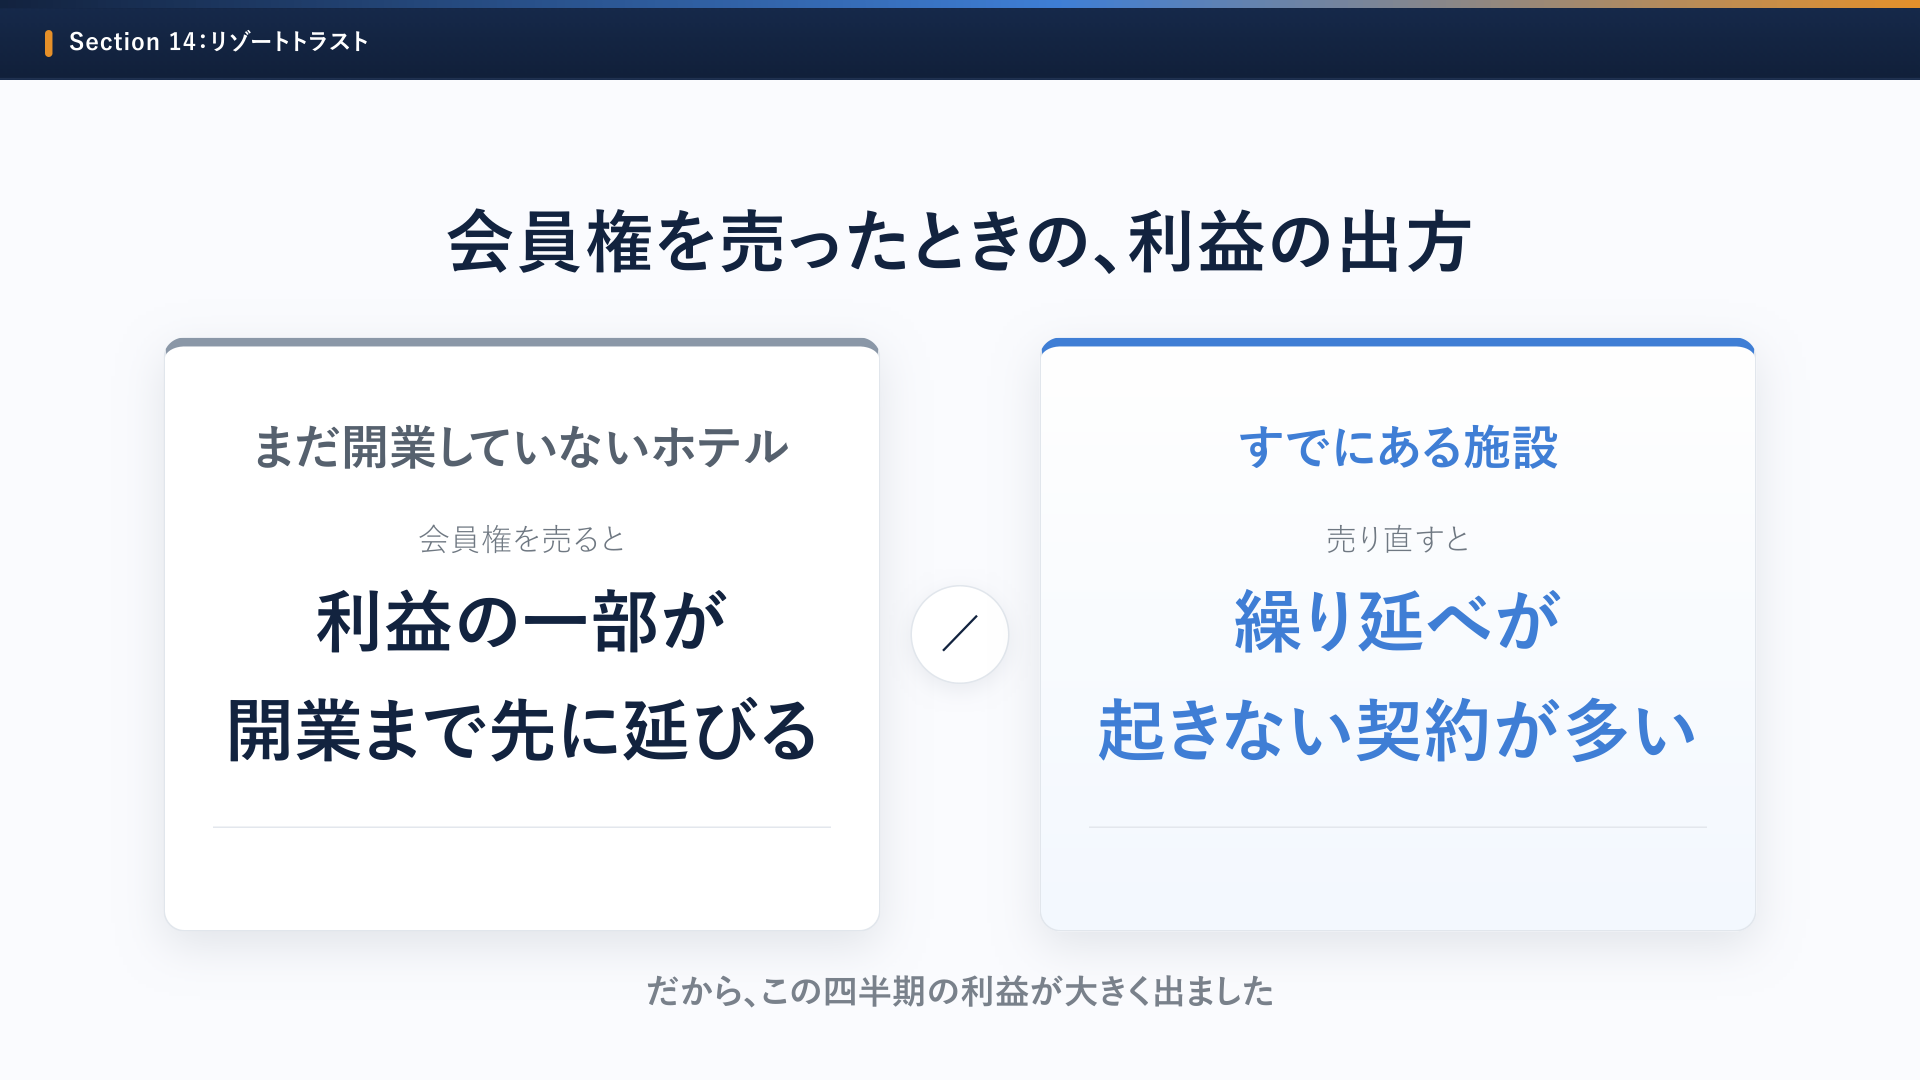 Section 14：リゾートトラスト
会員権を売ったときの、利益の出方
まだ開業していないホテル
会員権を売ると
利益の一部が
開業まで先に延びる
／
すでにある施設
売り直すと
繰り延べが
起きない契約が多い
だから、この四半期の利益が大きく出ました